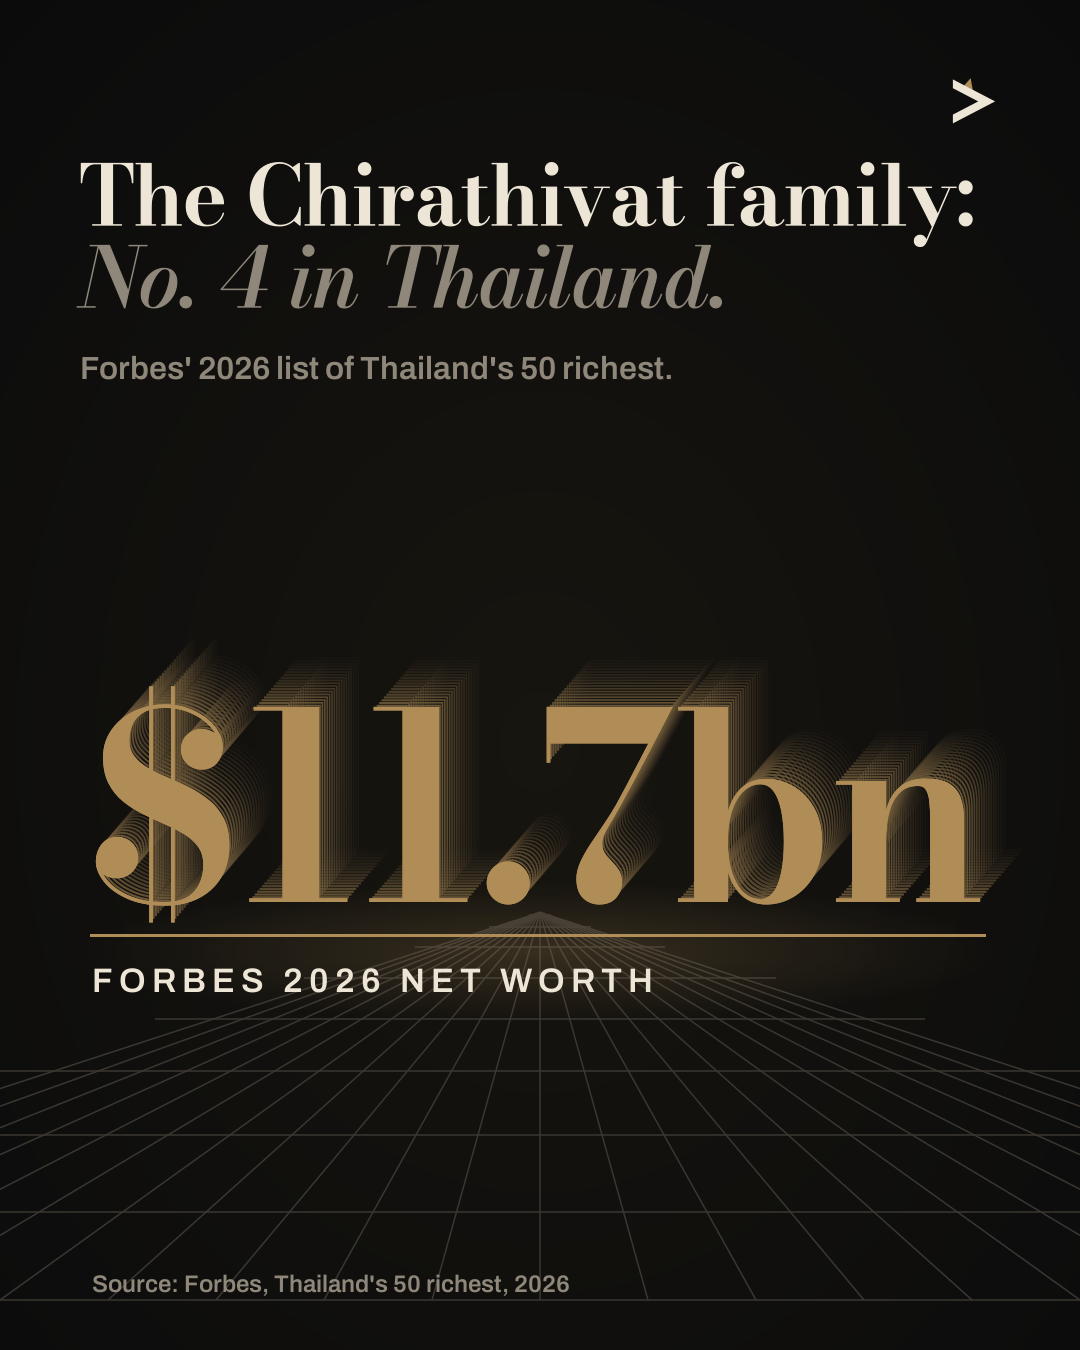 The Chirathivat family:
No. 4 in Thailand.
Forbes' 2026 list of Thailand's 50 richest.
$11.7bn
FORBES 2026 NET WORTH
Source: Forbes, Thailand's 50 richest, 2026